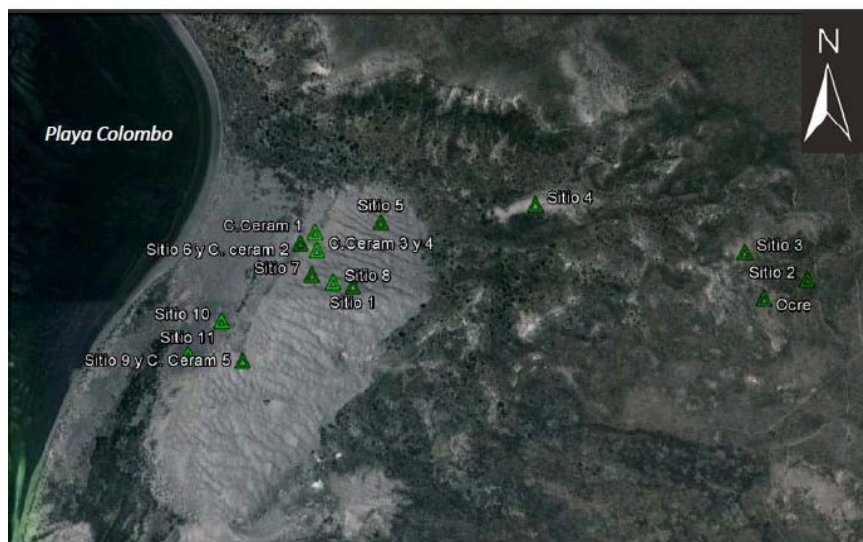 N
Playa Colombo
Sitio 4
Sitio 5
C.Ceram 1
Sitio 6 y C. ceram 2
C.Ceram 3 y 4
Sitio 3
Sitio 7
Sitio 8
Sitio 2
Sitio 1
Ocre
Sitio 10
Sitio 11
Sitio 9 y C. Ceram 5